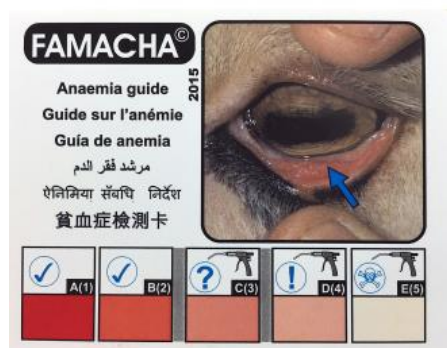 FAMACHA©
2015
Anaemia guide
Guide sur l'anémie
Guía de anemia
مرشد فقر الدم
ऐनिमिया सॅबधि निर्देश
貧血症檢測卡
A(1)
B(2)
?
C(3)
!
D(4)
E(5)